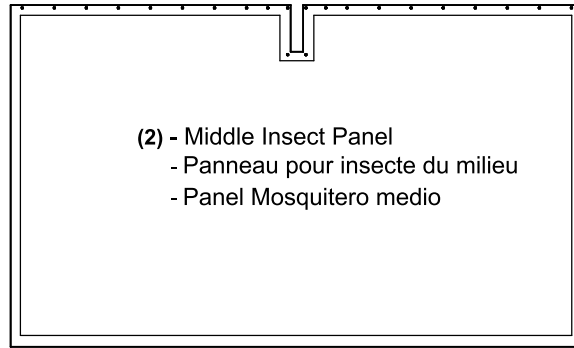 (2) - Middle Insect Panel
- Panneau pour insecte du milieu
- Panel Mosquitero medio